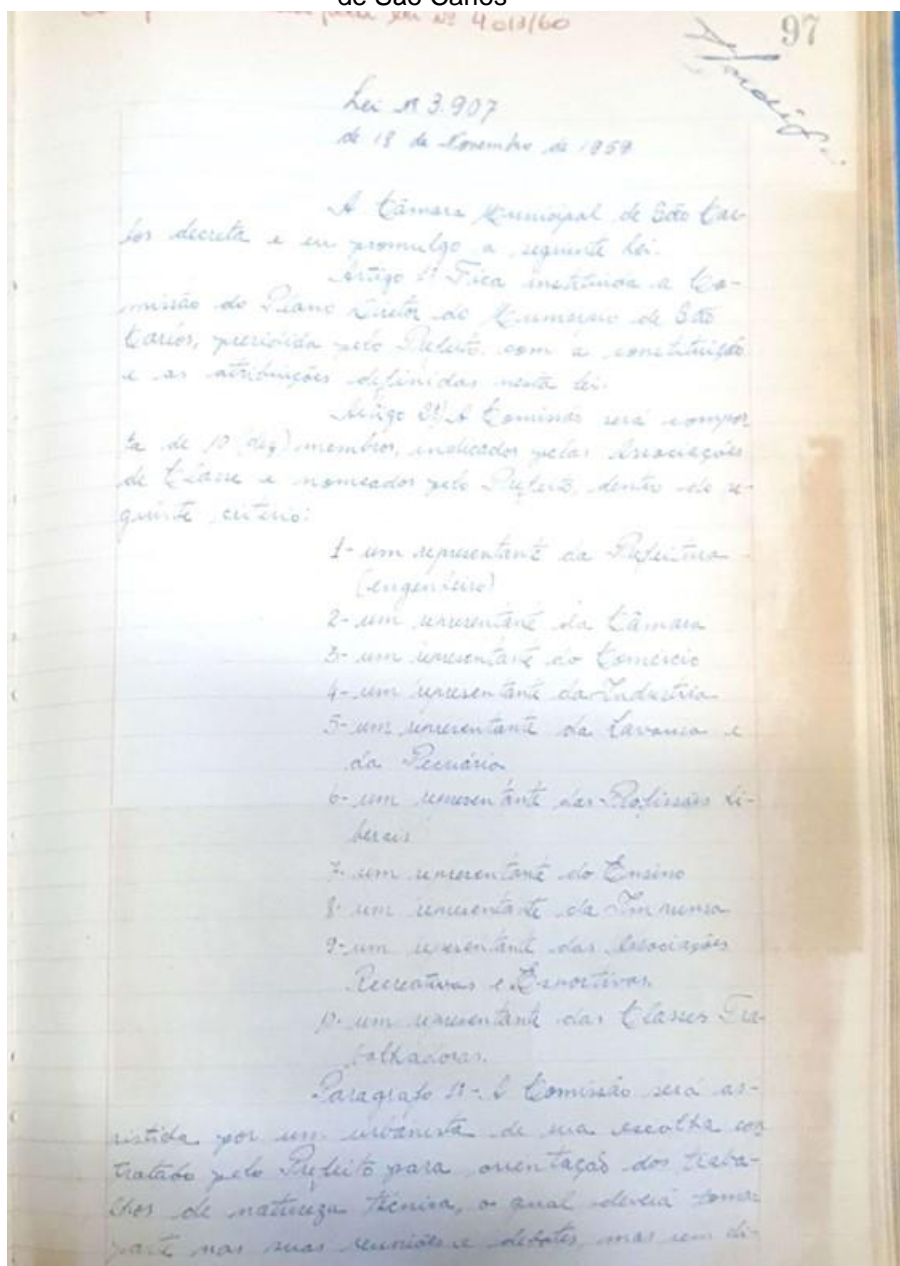 de São Carlos
pela Lei Nº 4013/60
97
Lei Nº 3.907
de 18 de Novembro de 1959
A Câmara Municipal de São Car-
los decreta e eu promulgo a seguinte lei:
Artigo 1º Fica instituida a Co-
missão do Plano Diretor do Municipio de São
Carlos, presidida pelo Prefeito, com a constituição
e as atribuições definidas nesta lei.
Artigo 2º A Comissão será compos
ta de 10 (dez) membros, indicados pelas Associações
de Classe e nomeados pelo Prefeito, dentro do se-
guinte critério:
1- um representante da Prefeitura
(engenheiro)
2- um representante da Câmara
3- um representante do Comércio
4- um representante da Industria
5- um representante da Lavoura e
da Pecuária
6- um representante das Profissões Li-
berais
7- um representante do Ensino
8- um representante da Imprensa
9- um representante das Associações
Recreativas e Esportivas.
10- um representante das Classes Tra-
balhadoras.
Paragrafo 1º - A Comissão será as-
sistida por um urbanista de sua escolha con
tratado pelo Prefeito para orientação dos traba-
lhos de natureza técnica, o qual deverá tomar
parte nas suas reuniões e debates, mas sem di-